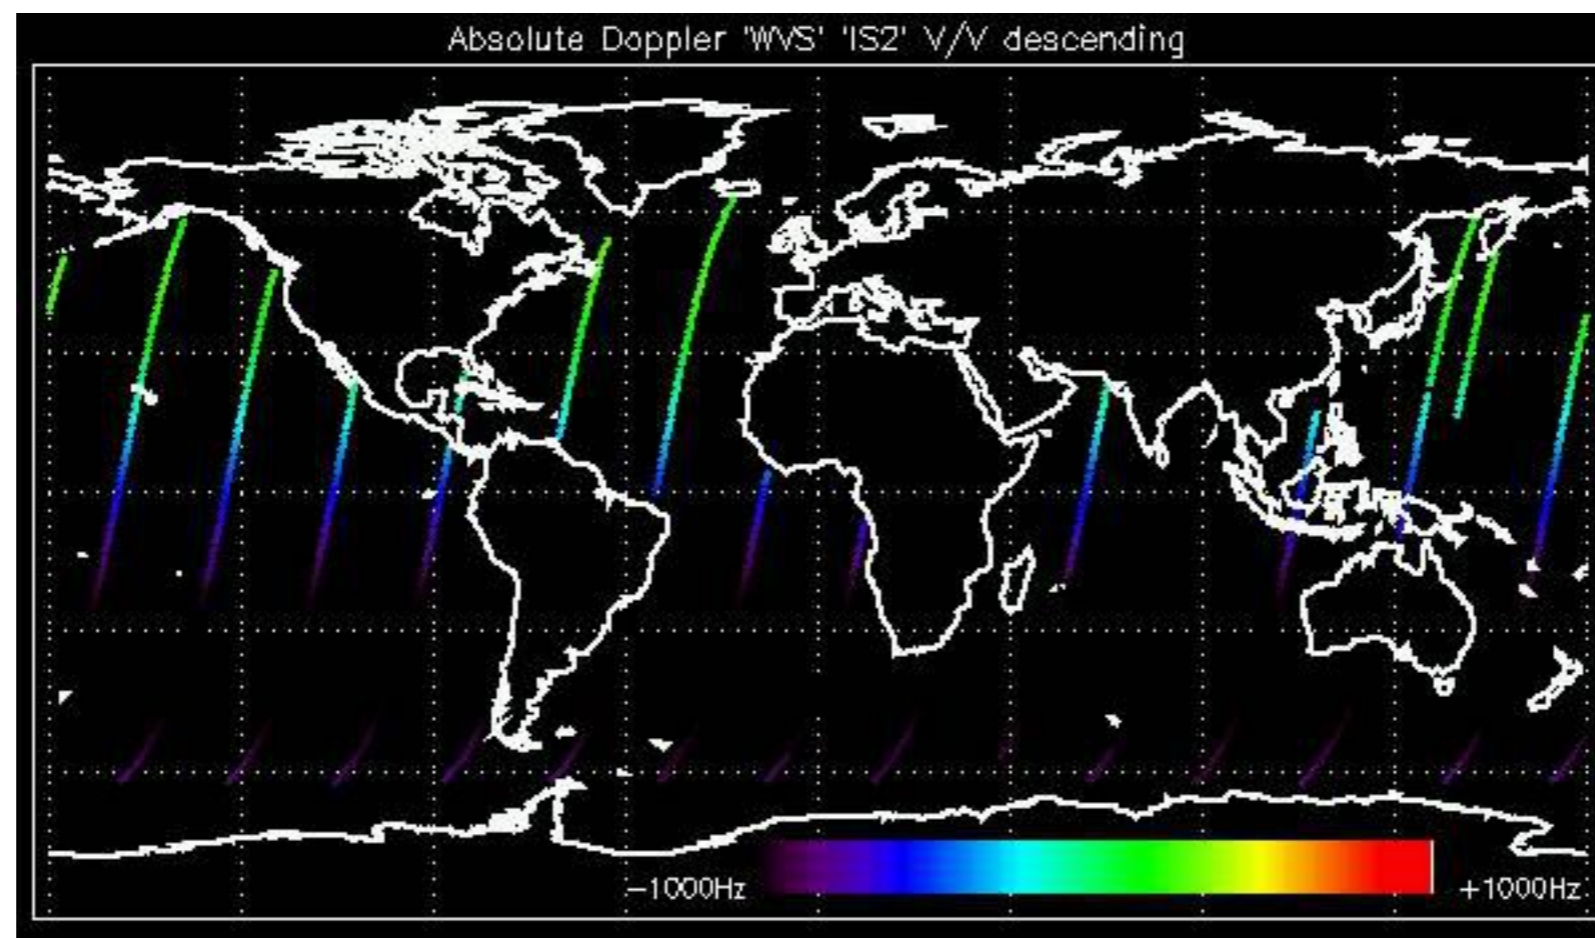 Absolute Doppler 'WVS' 'IS2' V/V descending
-1000Hz
+1000Hz